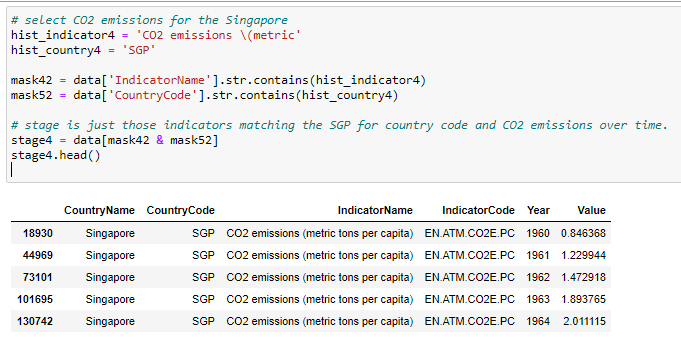 # select CO2 emissions for the Singapore
hist_indicator4 = 'CO2 emissions \(metric'
hist_country4 = 'SGP'
mask42 = data['IndicatorName'].str.contains(hist_indicator4)
mask52 = data['CountryCode'].str.contains(hist_country4)
# stage is just those indicators matching the SGP for country code and CO2 emissions over time.
stage4 = data[mask42 & mask52]
stage4.head()
CountryName CountryCode IndicatorName IndicatorCode Year Value
18930 Singapore SGP CO2 emissions (metric tons per capita) EN.ATM.CO2E.PC 1960 0.846368
44969 Singapore SGP CO2 emissions (metric tons per capita) EN.ATM.CO2E.PC 1961 1.229944
73101 Singapore SGP CO2 emissions (metric tons per capita) EN.ATM.CO2E.PC 1962 1.472918
101695 Singapore SGP CO2 emissions (metric tons per capita) EN.ATM.CO2E.PC 1963 1.893765
130742 Singapore SGP CO2 emissions (metric tons per capita) EN.ATM.CO2E.PC 1964 2.011115